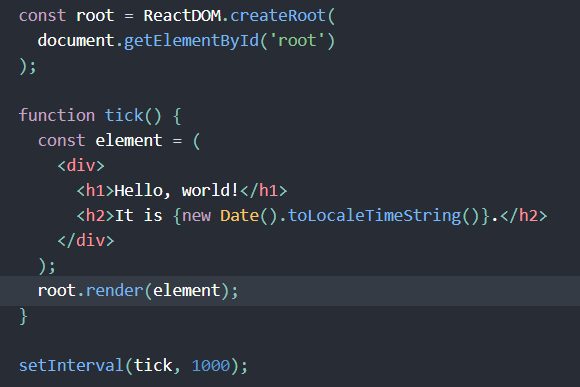 const root = ReactDOM.createRoot(
  document.getElementById('root')
);

function tick() {
  const element = (
    <div>
      <h1>Hello, world!</h1>
      <h2>It is {new Date().toLocaleTimeString()}.</h2>
    </div>
  );
  root.render(element);
}

setInterval(tick, 1000);